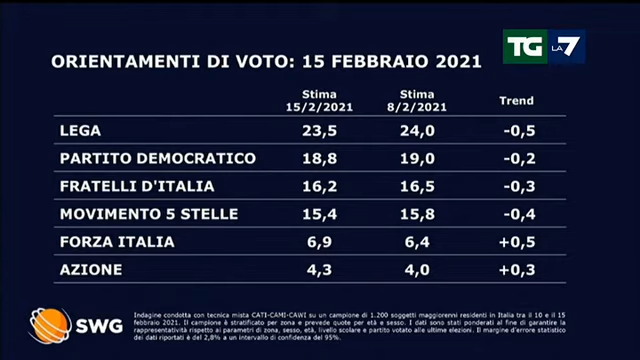 TG LA 7
ORIENTAMENTI DI VOTO: 15 FEBBRAIO 2021
Stima 15/2/2021 Stima 8/2/2021 Trend
LEGA 23,5 24,0 -0,5
PARTITO DEMOCRATICO 18,8 19,0 -0,2
FRATELLI D'ITALIA 16,2 16,5 -0,3
MOVIMENTO 5 STELLE 15,4 15,8 -0,4
FORZA ITALIA 6,9 6,4 +0,5
AZIONE 4,3 4,0 +0,3
SWG
Indagine condotta con tecnica mista CATI-CAMI-CAWI su un campione di 1.200 soggetti maggiorenni residenti in Italia tra il 10 e il 15
febbraio 2021. Il campione è stratificato per zona e prevede quote per età e sesso. I dati sono stati ponderati al fine di garantire la
rappresentatività rispetto ai parametri di zona, sesso, età, livello scolare e partito votato alle ultime elezioni. Il margine d'errore statistico
dei dati riportati è del 2,8% a un intervallo di confidenza del 95%.